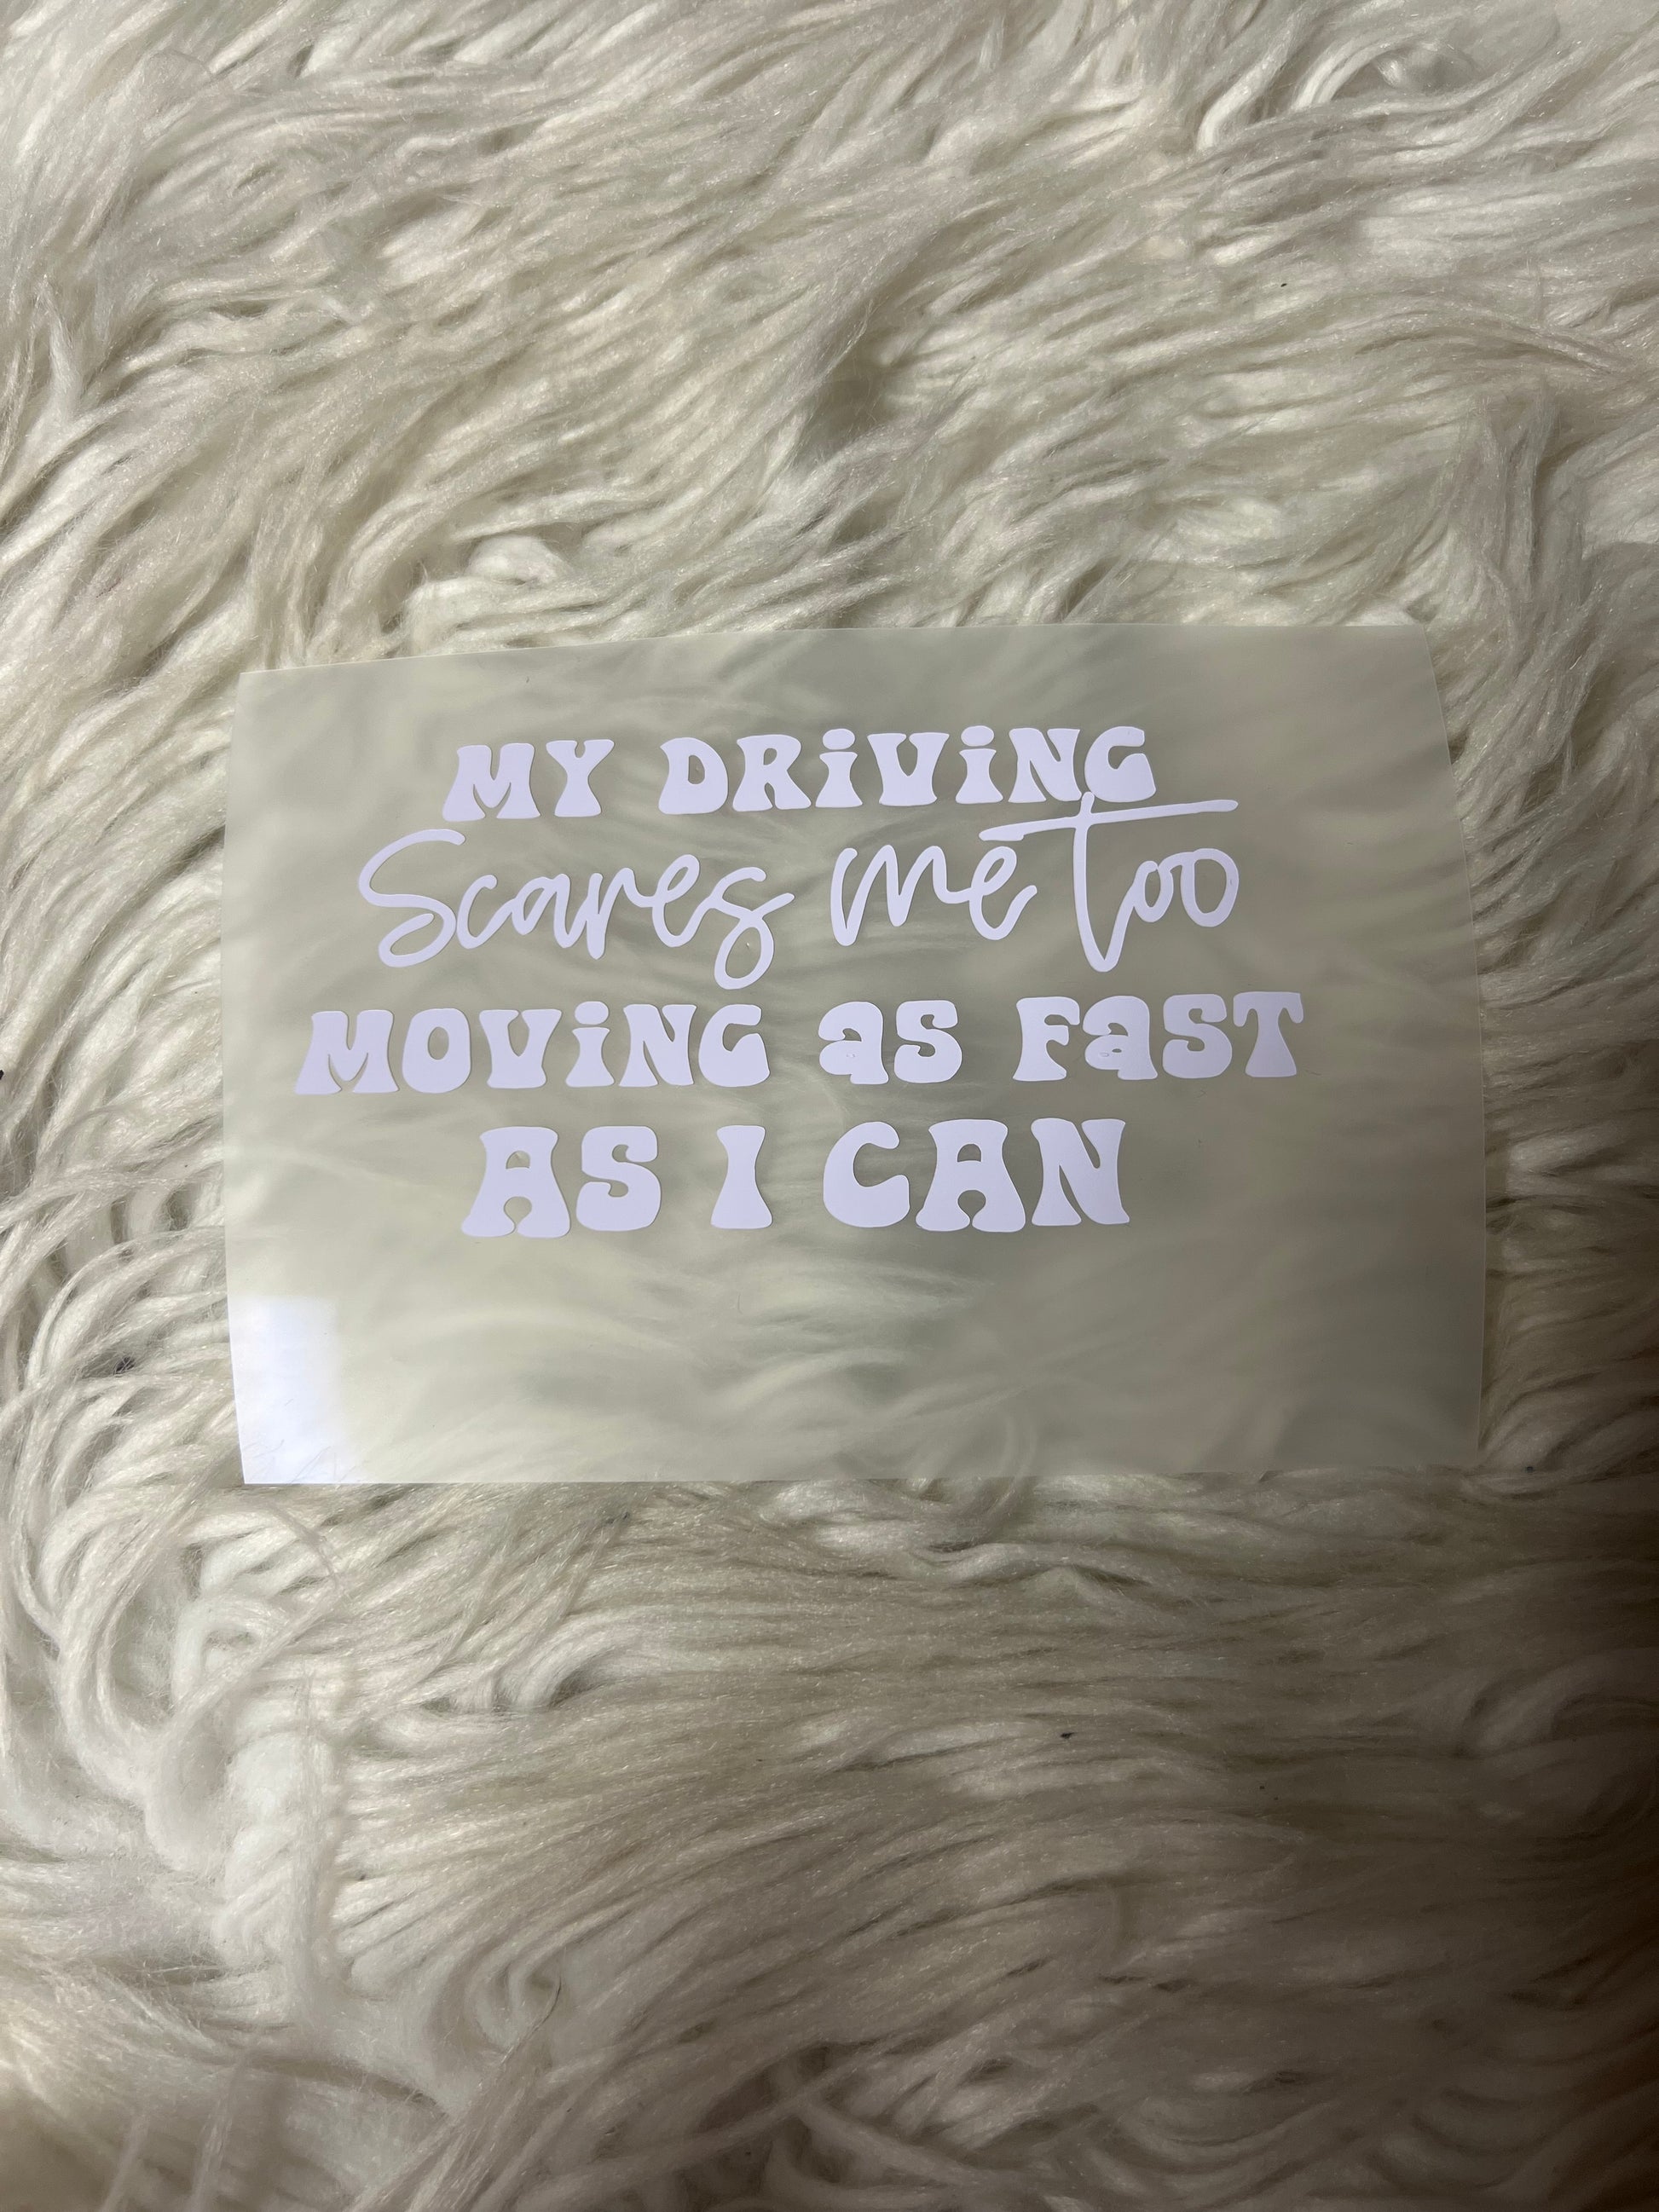 MY DRiViNG
Scares me too
MOViNG aS FaST
AS I CAN